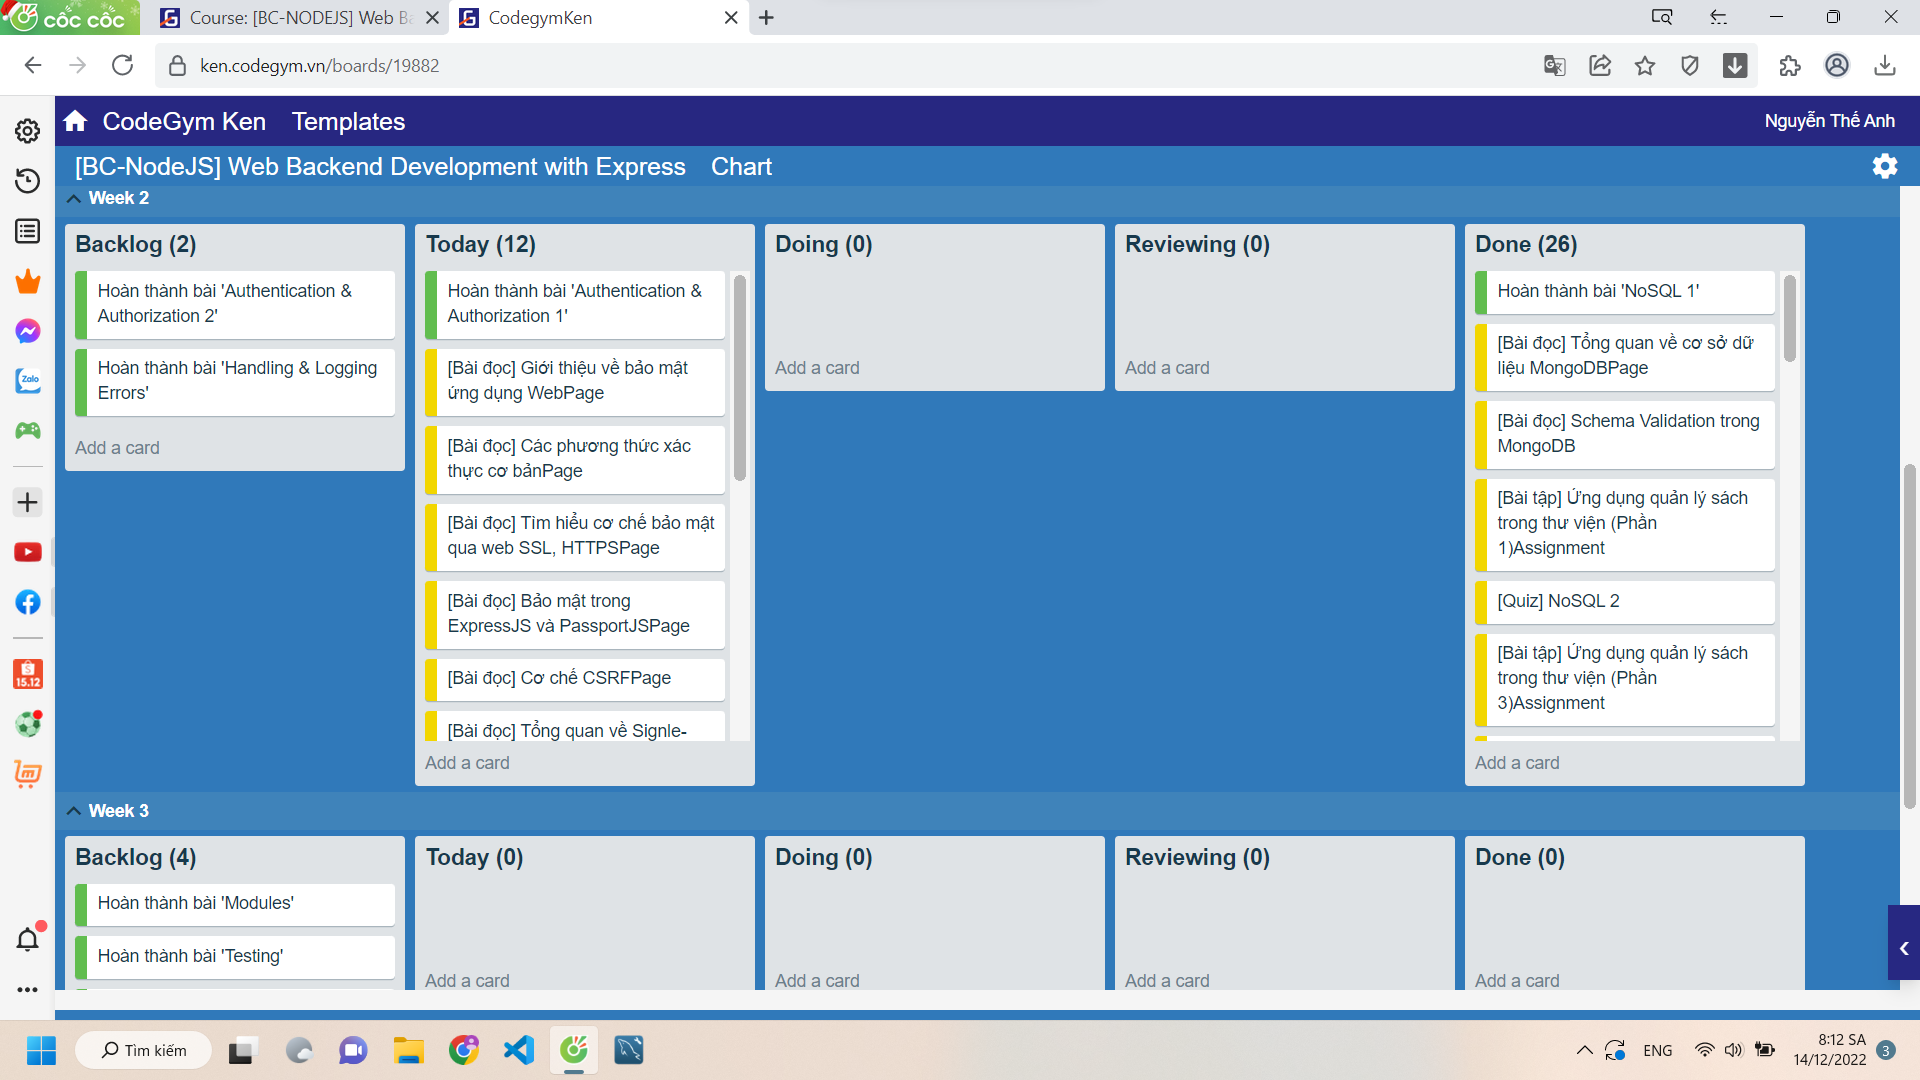 cốc cốc
Course: [BC-NODEJS] Web Ba
CodegymKen
ken.codegym.vn/boards/19882
CodeGym Ken
Templates
Nguyễn Thế Anh
[BC-NodeJS] Web Backend Development with Express
Chart
Week 2
Backlog (2)
Hoàn thành bài 'Authentication &
Authorization 2'
Hoàn thành bài 'Handling & Logging
Errors'
Add a card
Today (12)
Hoàn thành bài 'Authentication &
Authorization 1'
[Bài đọc] Giới thiệu về bảo mật
ứng dụng WebPage
[Bài đọc] Các phương thức xác
thực cơ bảnPage
[Bài đọc] Tìm hiểu cơ chế bảo mật
qua web SSL, HTTPSPage
[Bài đọc] Bảo mật trong
ExpressJS và PassportJSPage
[Bài đọc] Cơ chế CSRFPage
[Bài đọc] Tổng quan về Signle-
Add a card
Doing (0)
Add a card
Reviewing (0)
Add a card
Done (26)
Hoàn thành bài 'NoSQL 1'
[Bài đọc] Tổng quan về cơ sở dữ
liệu MongoDBPage
[Bài đọc] Schema Validation trong
MongoDB
[Bài tập] Ứng dụng quản lý sách
trong thư viện (Phần
1)Assignment
[Quiz] NoSQL 2
[Bài tập] Ứng dụng quản lý sách
trong thư viện (Phần
3)Assignment
Add a card
Week 3
Backlog (4)
Hoàn thành bài 'Modules'
Hoàn thành bài 'Testing'
Today (0)
Add a card
Doing (0)
Add a card
Reviewing (0)
Add a card
Done (0)
Add a card
Zalo
15.12
Tìm kiếm
ENG
8:12 SA
14/12/2022
3